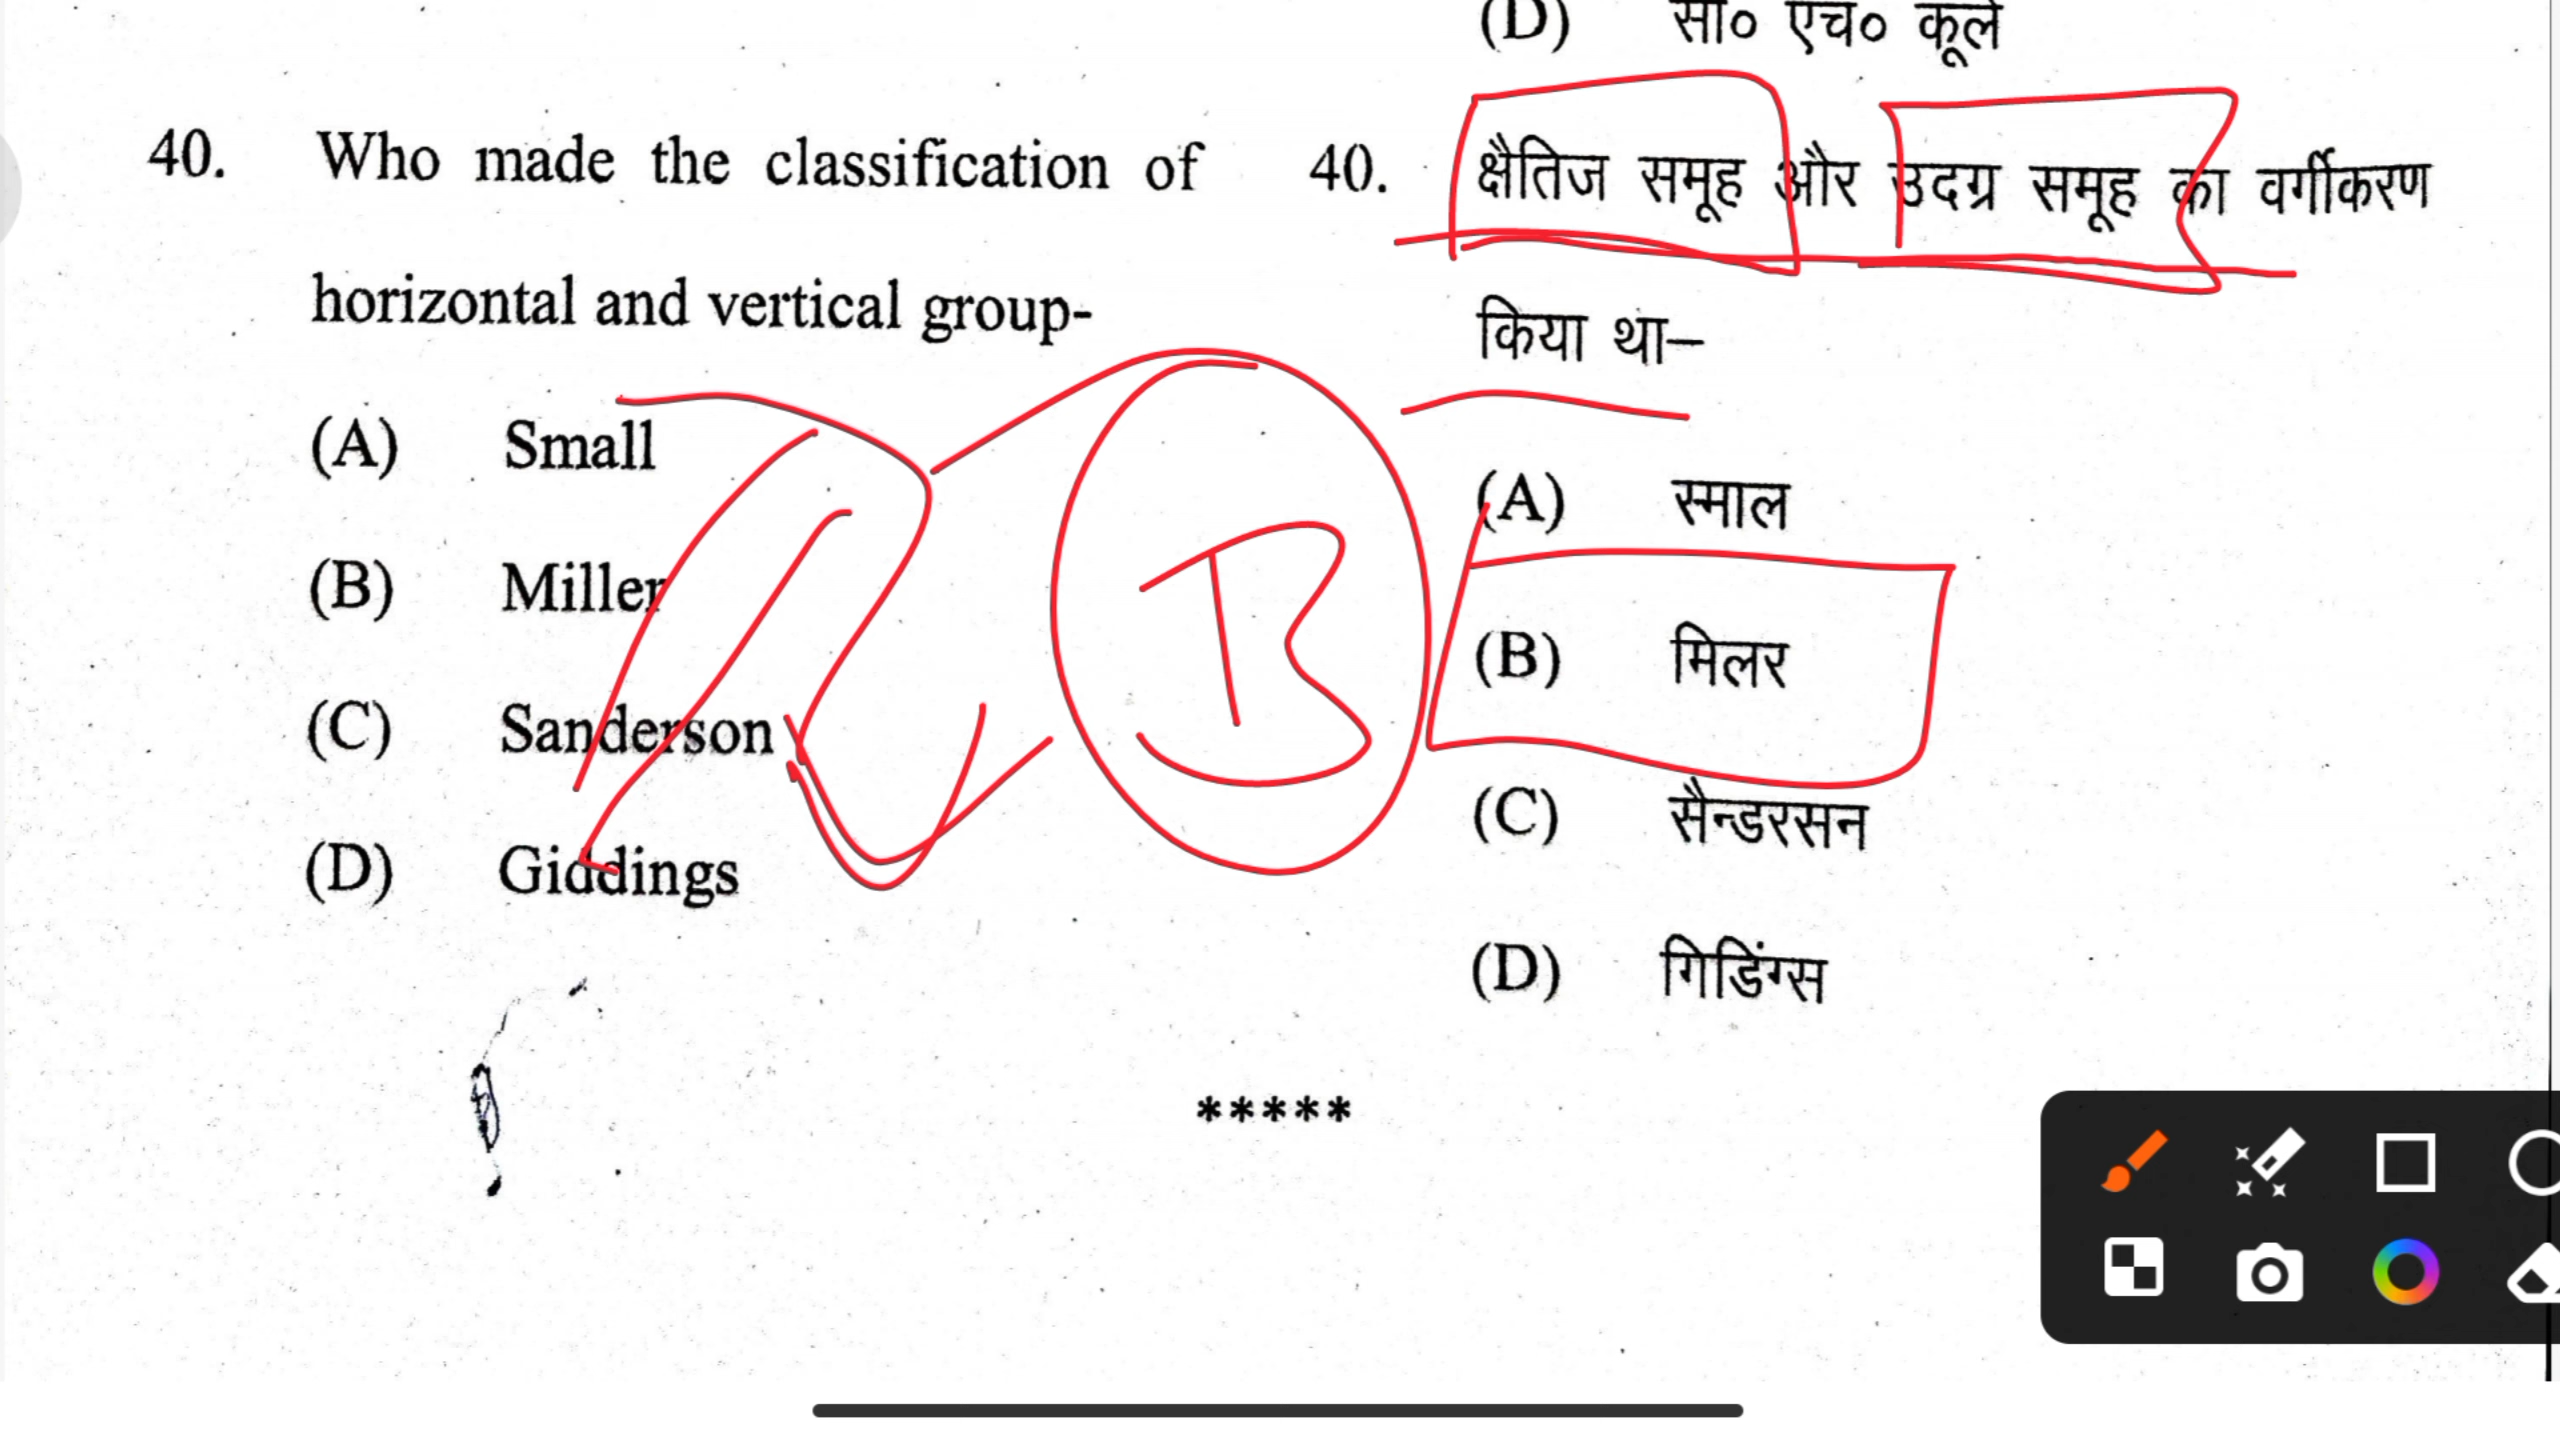 (D) सी० एच० कूले
40. Who made the classification of
horizontal and vertical group-
(A) Small
(B) Miller
(C) Sanderson
(D) Giddings
40. क्षैतिज समूह और उदग्र समूह का वर्गीकरण
किया था–
(A) स्माल
(B) मिलर
(C) सैन्डरसन
(D) गिडिंग्स
B
*****